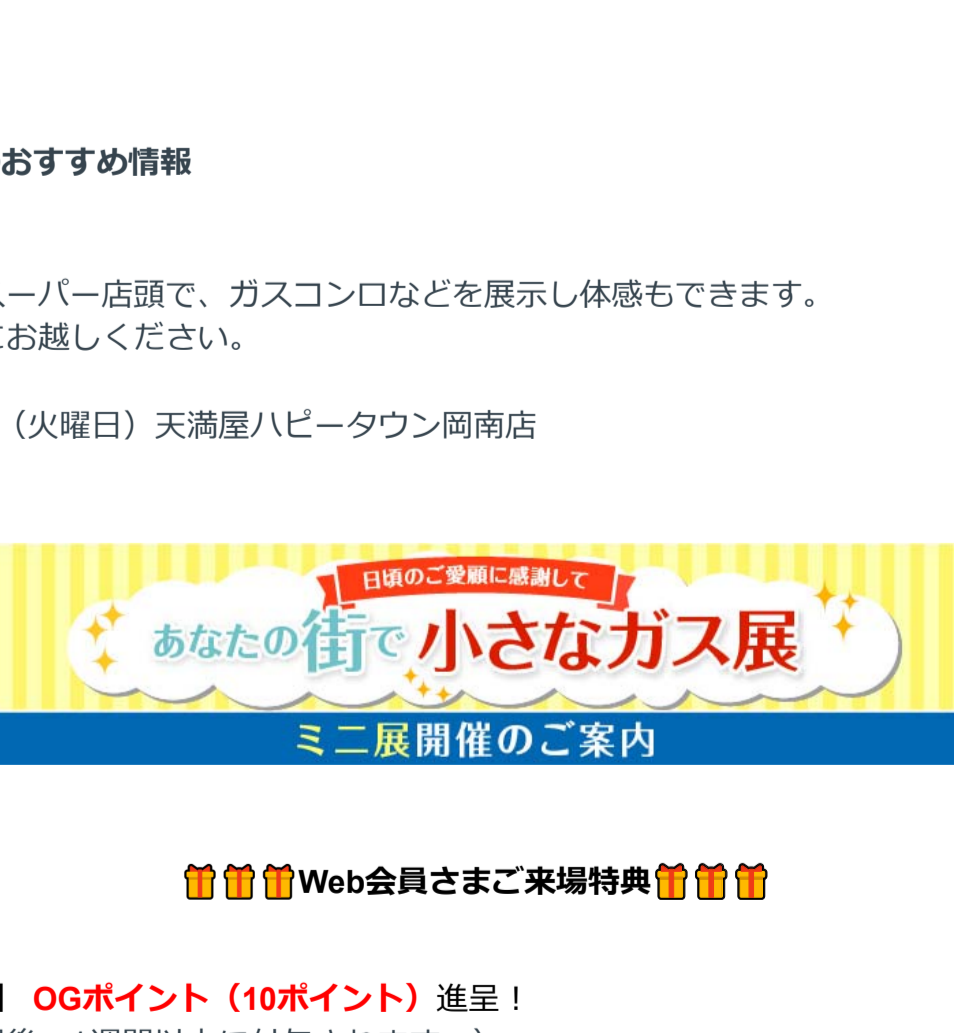 おすすめ情報
ーパー店頭で、ガスコンロなどを展示し体感もできます。
お越しください。
（火曜日）天満屋ハピータウン岡南店
日頃のご愛顧に感謝して
あなたの街で 小さなガス展
ミニ展開催のご案内
Web会員さまご来場特典
OGポイント（10ポイント）進呈！